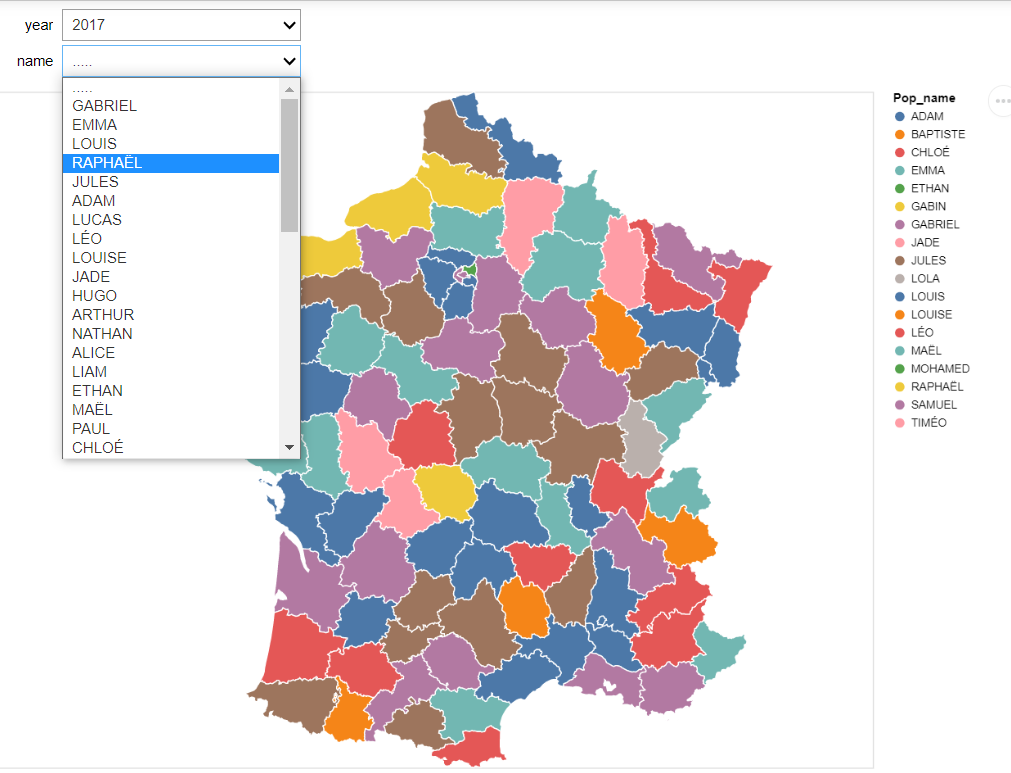 year 2017
name .....
.....
GABRIEL
EMMA
LOUIS
RAPHAËL
JULES
ADAM
LUCAS
LÉO
LOUISE
JADE
HUGO
ARTHUR
NATHAN
ALICE
LIAM
ETHAN
MAËL
PAUL
CHLOÉ
Pop_name
ADAM
BAPTISTE
CHLOÉ
EMMA
ETHAN
GABIN
GABRIEL
JADE
JULES
LOLA
LOUIS
LOUISE
LÉO
MAËL
MOHAMED
RAPHAËL
SAMUEL
TIMÉO